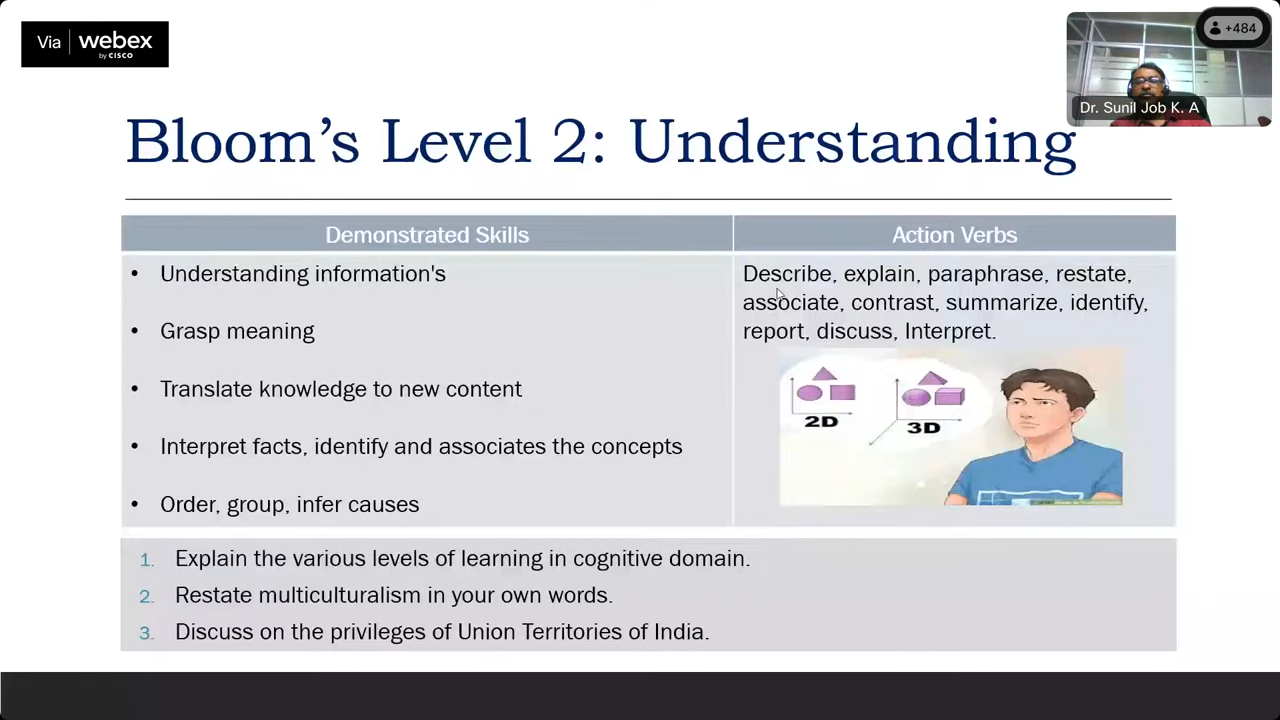 Via webex
by CISCO
+484
Dr. Sunil Job K. A
Bloom's Level 2: Understanding
Demonstrated Skills
Action Verbs
• Understanding information's
• Grasp meaning
• Translate knowledge to new content
• Interpret facts, identify and associates the concepts
• Order, group, infer causes
Describe, explain, paraphrase, restate,
associate, contrast, summarize, identify,
report, discuss, Interpret.
2D
3D
1. Explain the various levels of learning in cognitive domain.
2. Restate multiculturalism in your own words.
3. Discuss on the privileges of Union Territories of India.